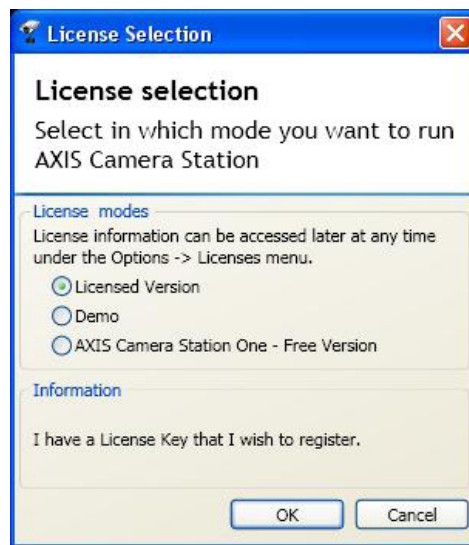 License Selection
License selection
Select in which mode you want to run
AXIS Camera Station
License modes
License information can be accessed later at any time
under the Options -> Licenses menu.
Licensed Version
Demo
AXIS Camera Station One - Free Version
Information
I have a License Key that I wish to register.
OK Cancel